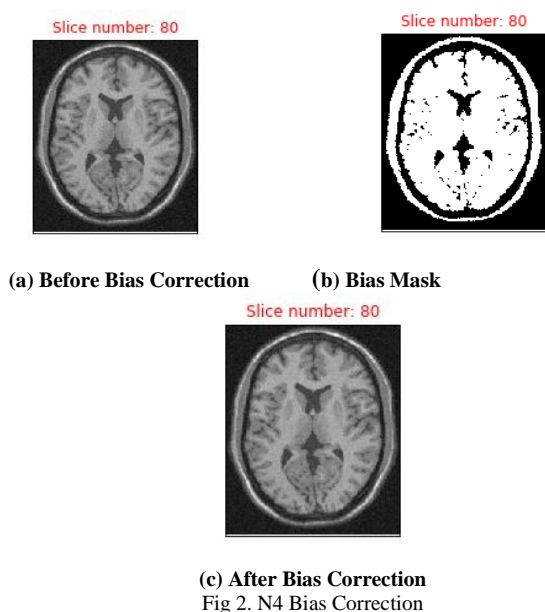 Slice number: 80
Slice number: 80
(a) Before Bias Correction
(b) Bias Mask
Slice number: 80
(c) After Bias Correction
Fig 2. N4 Bias Correction